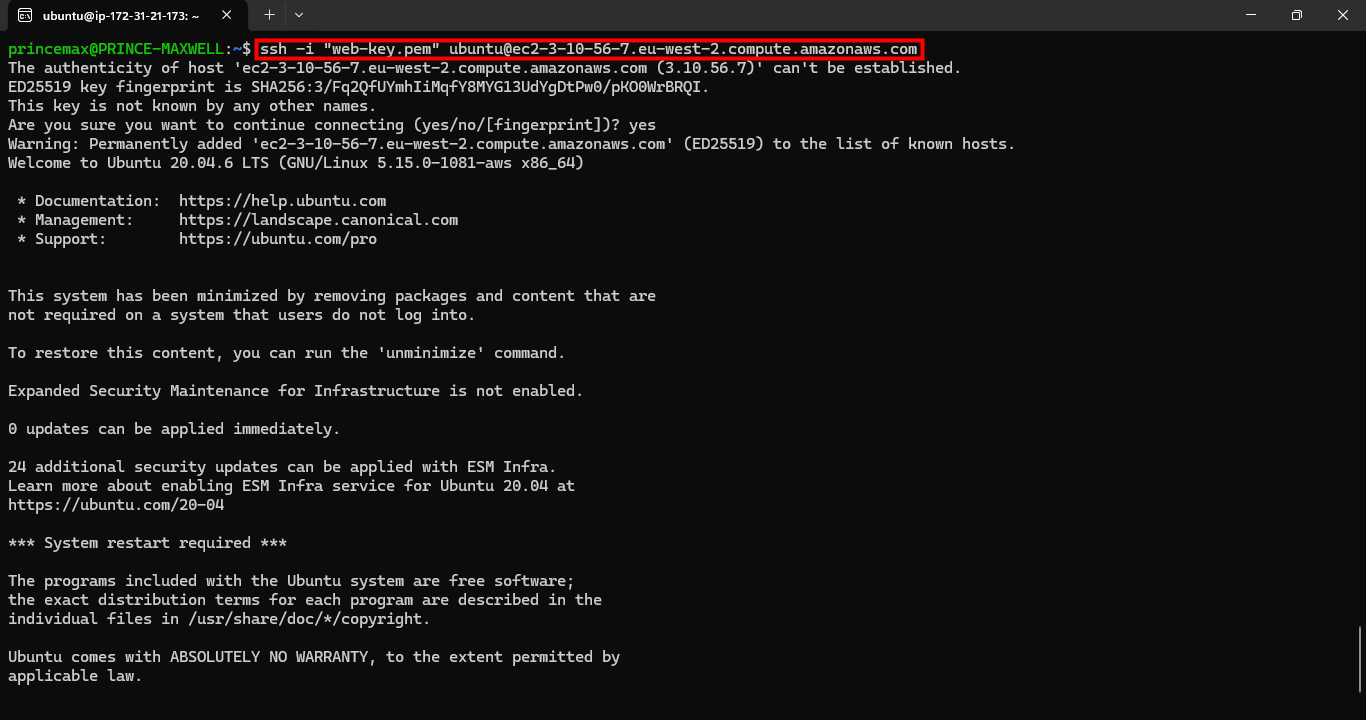 ubuntu@ip-172-31-21-173: ~
princemax@PRINCE-MAXWELL:~$ ssh -i "web-key.pem" ubuntu@ec2-3-10-56-7.eu-west-2.compute.amazonaws.com
The authenticity of host 'ec2-3-10-56-7.eu-west-2.compute.amazonaws.com (3.10.56.7)' can't be established.
ED25519 key fingerprint is SHA256:3/Fq2QfUYmhIiMqfY8MYG13UdYgDtPw0/pKO0WrBRQI.
This key is not known by any other names.
Are you sure you want to continue connecting (yes/no/[fingerprint])? yes
Warning: Permanently added 'ec2-3-10-56-7.eu-west-2.compute.amazonaws.com' (ED25519) to the list of known hosts.
Welcome to Ubuntu 20.04.6 LTS (GNU/Linux 5.15.0-1081-aws x86_64)
* Documentation:  https://help.ubuntu.com
* Management:     https://landscape.canonical.com
* Support:        https://ubuntu.com/pro
This system has been minimized by removing packages and content that are
not required on a system that users do not log into.
To restore this content, you can run the 'unminimize' command.
Expanded Security Maintenance for Infrastructure is not enabled.
0 updates can be applied immediately.
24 additional security updates can be applied with ESM Infra.
Learn more about enabling ESM Infra service for Ubuntu 20.04 at
https://ubuntu.com/20-04
*** System restart required ***
The programs included with the Ubuntu system are free software;
the exact distribution terms for each program are described in the
individual files in /usr/share/doc/*/copyright.
Ubuntu comes with ABSOLUTELY NO WARRANTY, to the extent permitted by
applicable law.